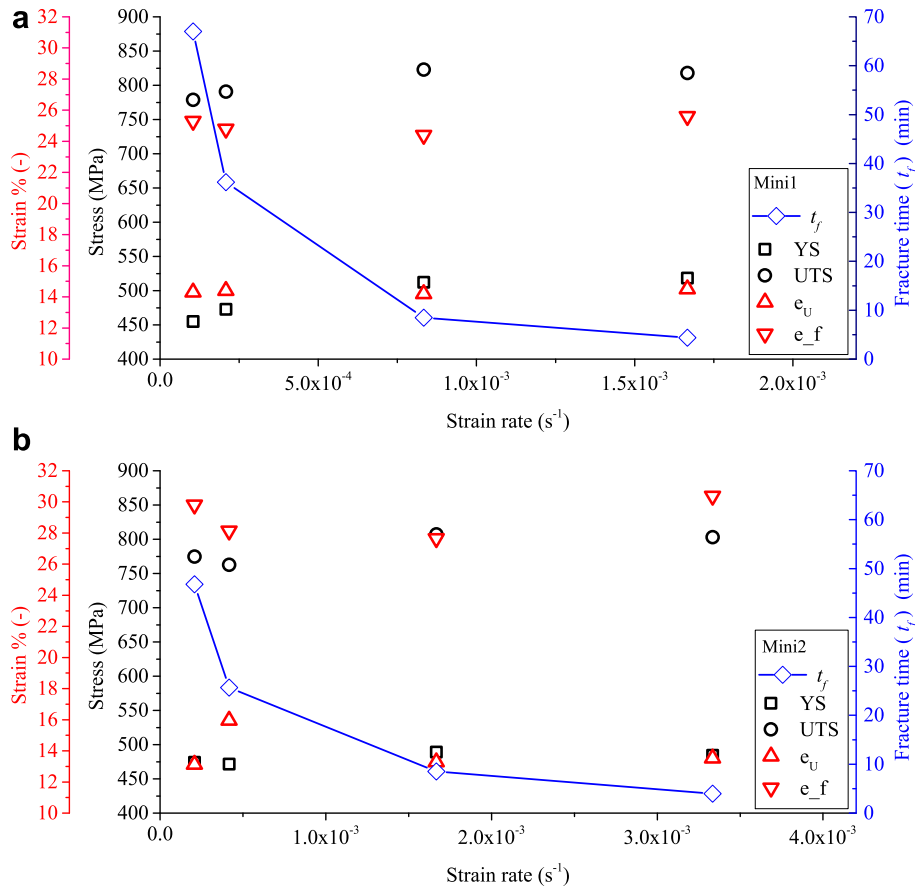 a
Strain % (-)
32
30
28
26
24
22
20
18
16
14
12
10
Stress (MPa)
900
850
800
750
700
650
600
550
500
450
400
Mini1
t_f
YS
UTS
e_U
e_f
Fracture time ( t_f ) (min)
70
60
50
40
30
20
10
0
0.0 5.0x10^-4 1.0x10^-3 1.5x10^-3 2.0x10^-3
Strain rate (s^-1)
b
Strain % (-)
32
30
28
26
24
22
20
18
16
14
12
10
Stress (MPa)
900
850
800
750
700
650
600
550
500
450
400
Mini2
t_f
YS
UTS
e_U
e_f
Fracture time ( t_f ) (min)
70
60
50
40
30
20
10
0
0.0 1.0x10^-3 2.0x10^-3 3.0x10^-3 4.0x10^-3
Strain rate (s^-1)